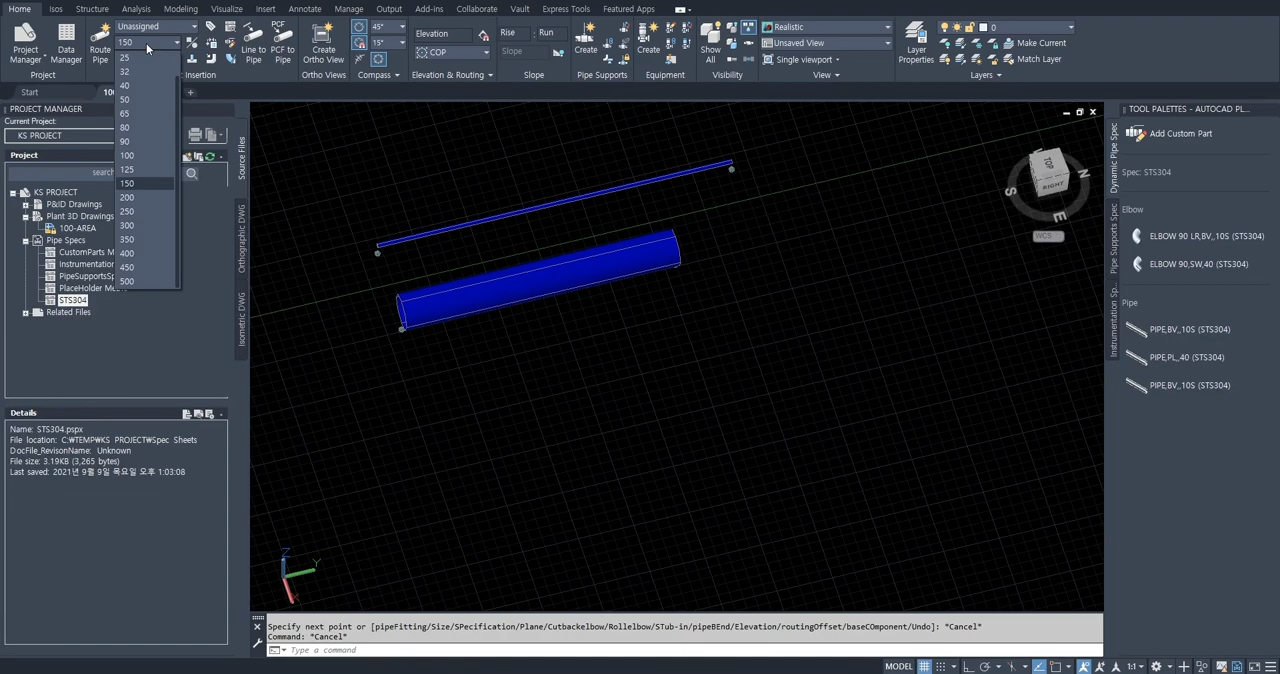 Home Isos Structure Analysis Modeling Visualize Insert Annotate Manage Output Add-ins Collaborate Vault Express Tools Featured Apps
Project Manager
Data Manager
Project
Route Pipe
Unassigned
150
25
32
40
50
65
80
90
100
125
150
200
250
300
350
400
450
500
Line to Pipe
PCF to Pipe
Insertion
Create Ortho View
Ortho Views
45°
15°
Compass
Elevation
COP
Elevation & Routing
Rise : Run
Slope
Slope
Create
Pipe Supports
Create
Equipment
Show All
Visibility
Realistic
Unsaved View
Single viewport
View
Layer Properties
0
Make Current
Match Layer
Layers
Start
PROJECT MANAGER
Current Project:
KS PROJECT
Project
KS PROJECT
P&ID Drawings
Plant 3D Drawings
100-AREA
Pipe Specs
STS304
Related Files
Source Files
Orthographic DWG
Isometric DWG
Details
Name: STS304.pspx
File location: C:₩TEMP₩KS PROJECT₩Spec Sheets
DocFile_RevisonName: Unknown
File size: 3.19KB (3,265 bytes)
Last saved: 2021년 9월 9일 목요일 오후 1:03:08
TOP
RIGHT
S
N
E
WCS
Z
Y
X
Specify next point or [pipeFitting/Size/SPecification/Plane/Cutbackelbow/Rollelbow/STub-in/pipeBEnd/Elevation/routingOffset/baseCOmponent/Undo]: *Cancel*
Command: *Cancel*
Type a command
TOOL PALETTES - AUTOCAD PL...
Dynamic Pipe Spec
Pipe Supports Spec
Instrumentation Sp...
Add Custom Part
Spec: STS304
Elbow
ELBOW 90 LR,BV,,10S (STS304)
ELBOW 90,SW,40 (STS304)
Pipe
PIPE,BV,,10S (STS304)
PIPE,PL,,40 (STS304)
PIPE,BV,,10S (STS304)
MODEL
1:1